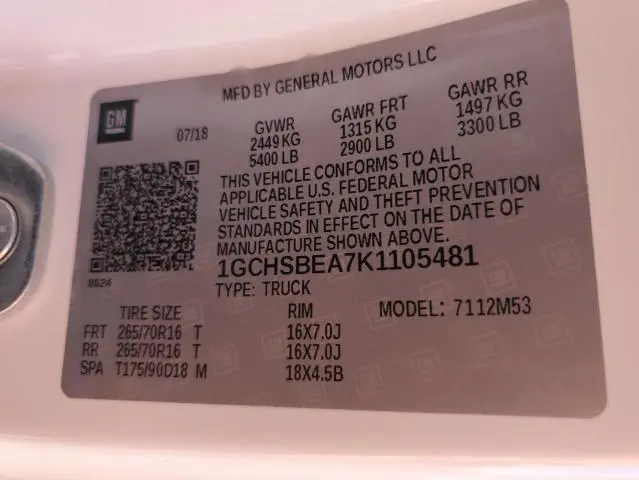 MFD BY GENERAL MOTORS LLC
GM
07/18 GVWR GAWR FRT GAWR RR
2449 KG 1315 KG 1497 KG
5400 LB 2900 LB 3300 LB
THIS VEHICLE CONFORMS TO ALL
APPLICABLE U.S. FEDERAL MOTOR
VEHICLE SAFETY AND THEFT PREVENTION
STANDARDS IN EFFECT ON THE DATE OF
MANUFACTURE SHOWN ABOVE.
1GCHSBEA7K1105481
8624
TYPE: TRUCK
TIRE SIZE RIM MODEL: 7112M53
FRT 265/70R16 T 16X7.0J
RR 265/70R16 T 16X7.0J
SPA T175/90D18 M 18X4.5B